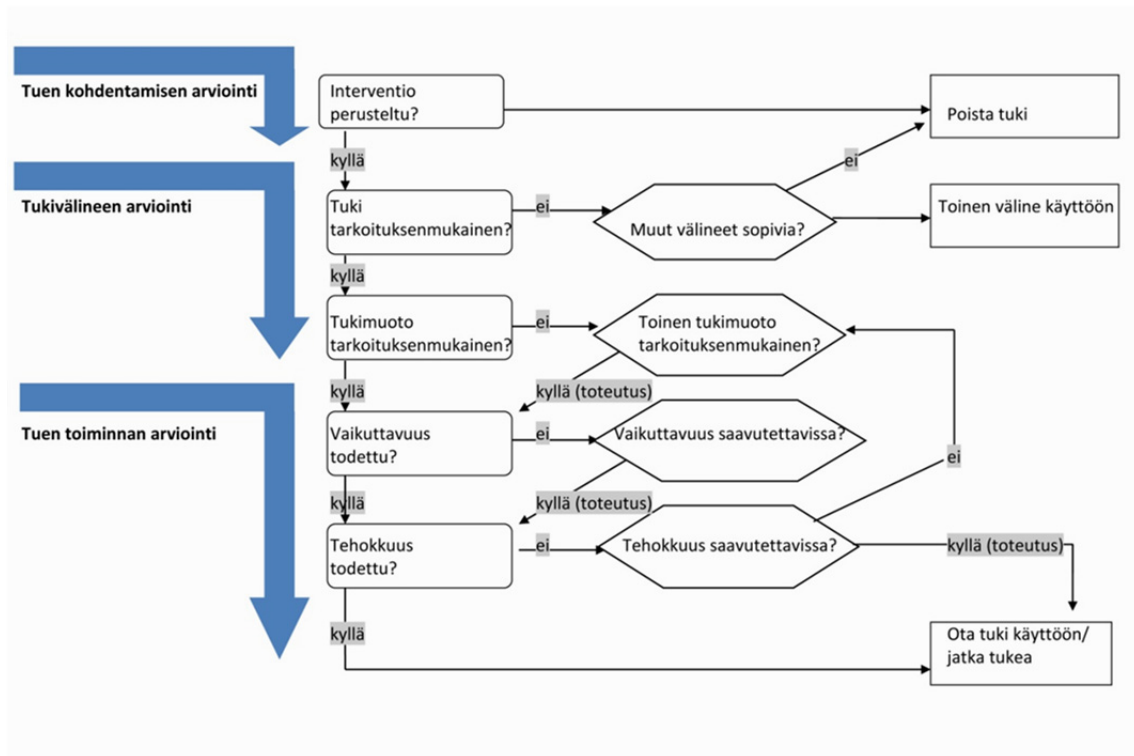 Tuen kohdentamisen arviointi
Interventio
perusteltu?
Poista tuki
kyllä
ei
Tukivälineen arviointi
Tuki
tarkoituksenmukainen?
ei
Muut välineet sopivia?
Toinen väline käyttöön
kyllä
Tukimuoto
tarkoituksenmukainen?
ei
Toinen tukimuoto
tarkoituksenmukainen?
kyllä
kyllä (toteutus)
Tuen toiminnan arviointi
Vaikuttavuus
todettu?
ei
Vaikuttavuus saavutettavissa?
ei
kyllä
kyllä (toteutus)
Tehokkuus
todettu?
ei
Tehokkuus saavutettavissa?
kyllä (toteutus)
kyllä
Ota tuki käyttöön/
jatka tukea